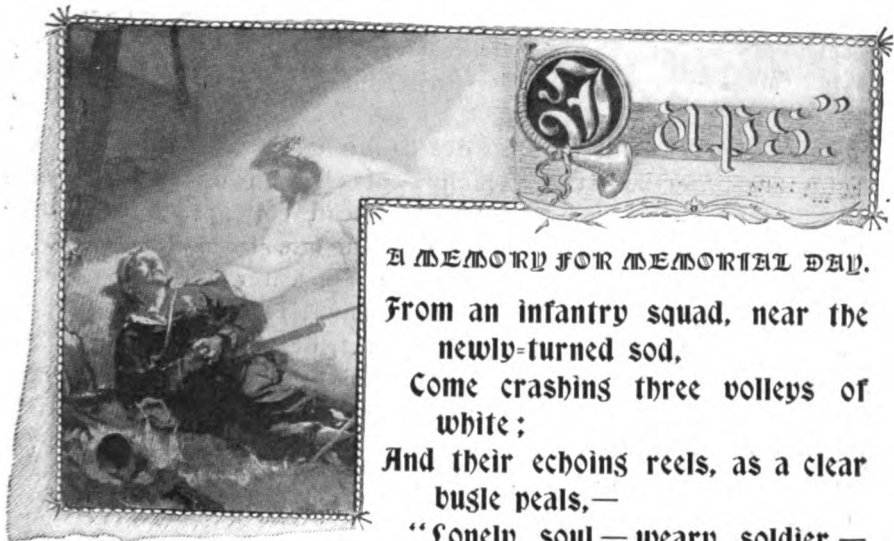 Taps."
A MEMORY FOR MEMORIAL DAY.
From an infantry squad, near the
newly=turned sod,
Come crashing three volleys of
white;
And their echoing reels, as a clear
bugle peals,—
"Lonely soul — weary soldier —